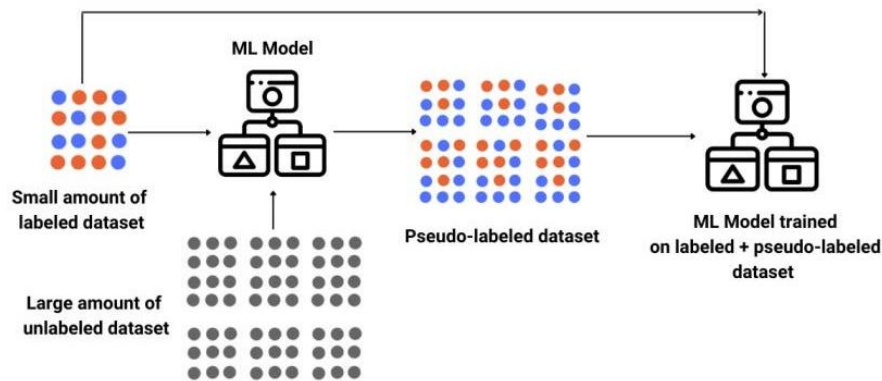 ML Model
Small amount of
labeled dataset
Large amount of
unlabeled dataset
Pseudo-labeled dataset
ML Model trained
on labeled + pseudo-labeled
dataset